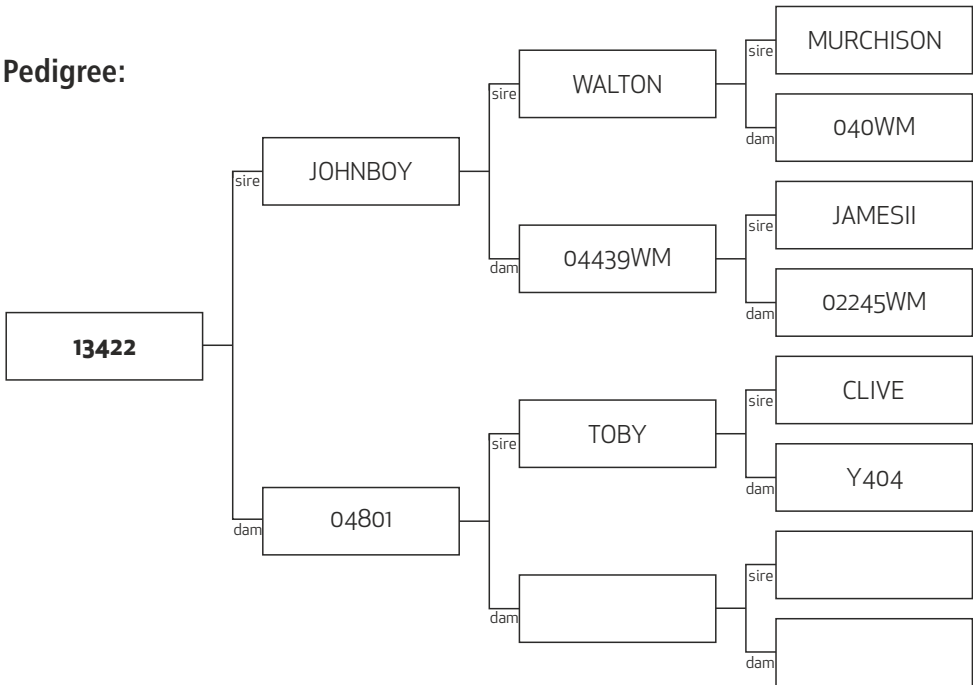 MURCHISON
sire
Pedigree:
WALTON
sire
040WM
dam
JOHNBOY
sire
JAMESII
sire
04439WM
dam
02245WM
dam
13422
CLIVE
sire
TOBY
sire
Y404
dam
04801
dam
sire
dam
dam